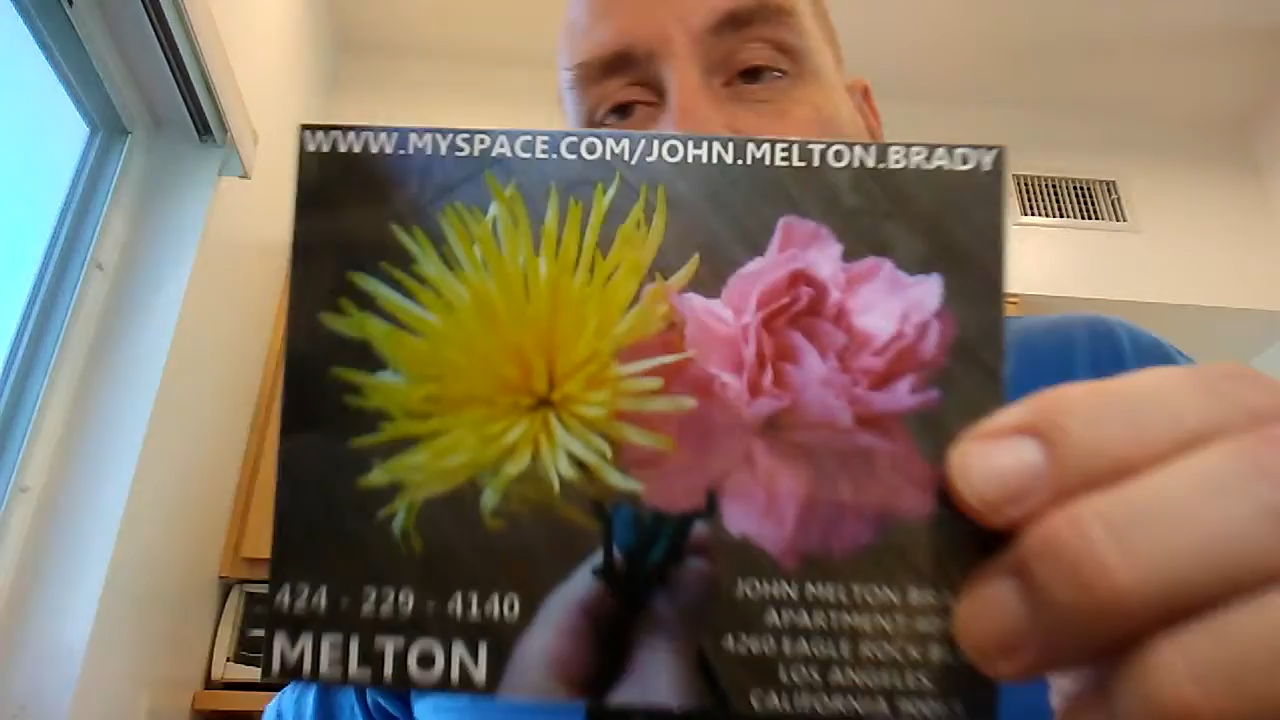 WWW.MYSPACE.COM/JOHN.MELTON.BRADY
424 - 229 - 4140
MELTON
JOHN MELTON
APARTMENT
4260 EAGLE ROCK
LOS ANGELES
CALIFORNIA